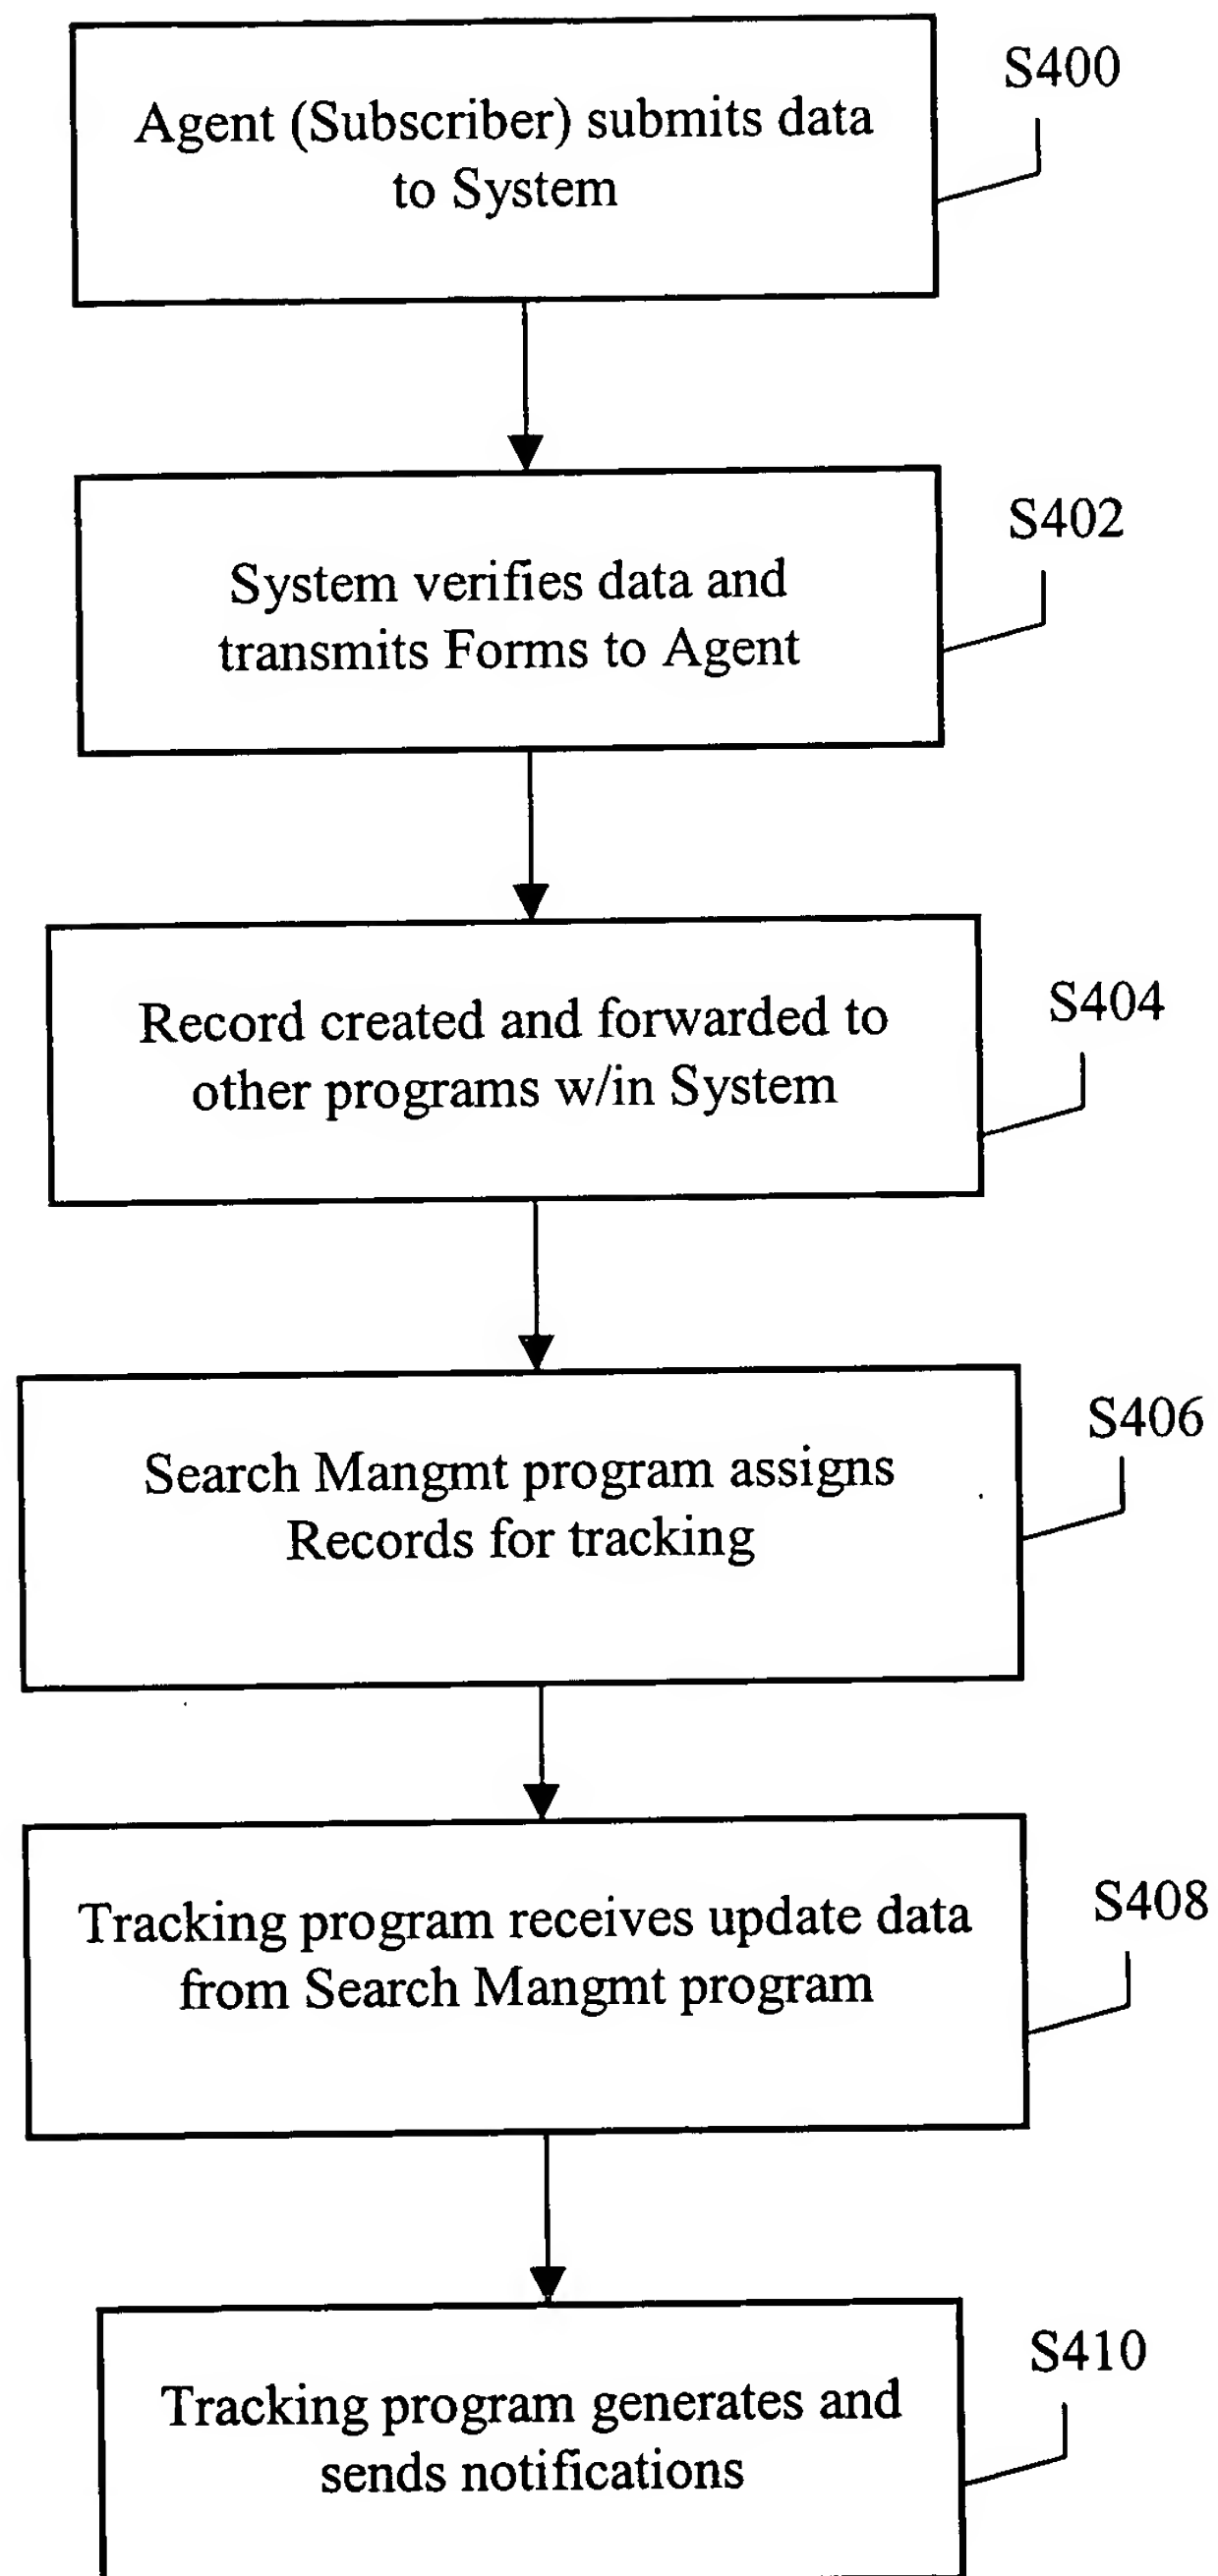 Agent (Subscriber) submits data
to System
S400
System verifies data and
transmits Forms to Agent
S402
Record created and forwarded to
other programs w/in System
S404
Search Mangmt program assigns
Records for tracking
S406
Tracking program receives update data
from Search Mangmt program
S408
Tracking program generates and
sends notifications
S410